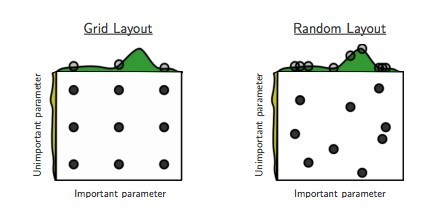 Grid Layout
Unimportant parameter
Important parameter
Random Layout
Unimportant parameter
Important parameter